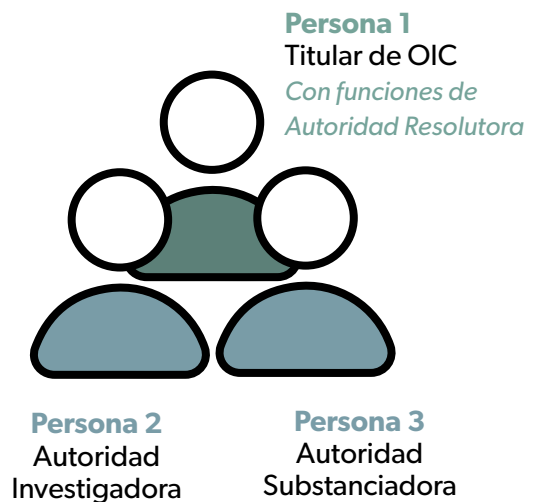 Persona 1
Titular de OIC
Con funciones de
Autoridad Resolutora
Persona 2
Autoridad
Investigadora
Persona 3
Autoridad
Substanciadora